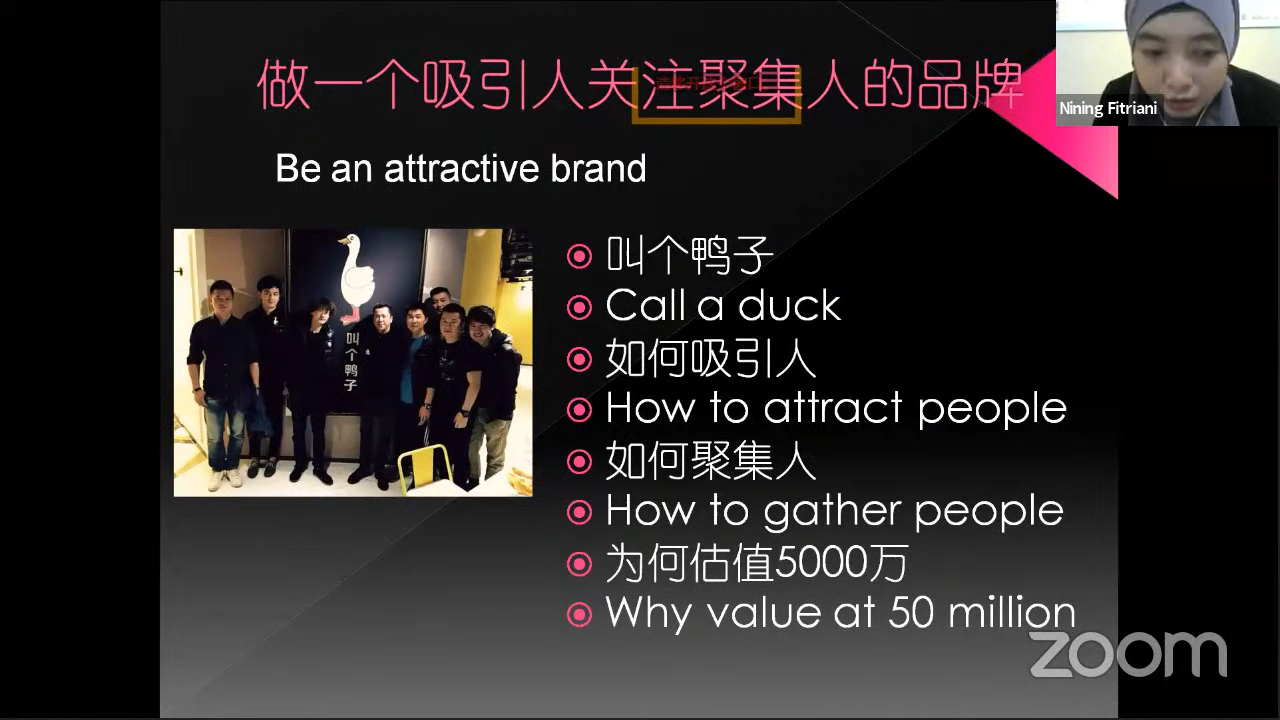 做一个吸引人关注聚集人的品牌
Nining Fitriani
Be an attractive brand
叫个鸭子
叫个鸭子
Call a duck
如何吸引人
How to attract people
如何聚集人
How to gather people
为何估值5000万
Why value at 50 million
zoom